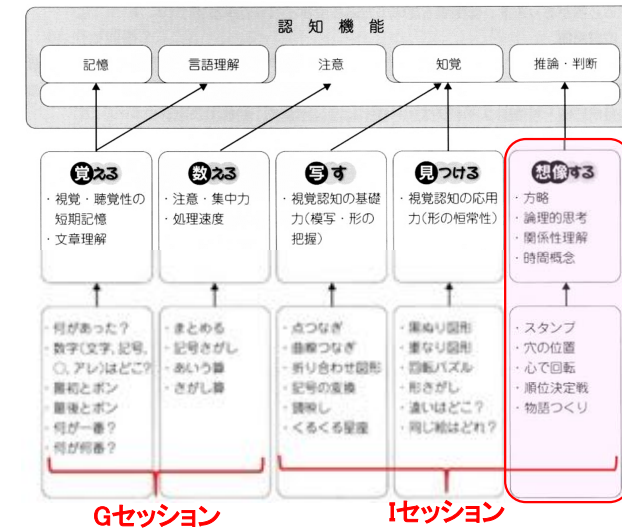 認知機能
記憶
言語理解
注意
知覚
推論・判断
覚える
・視覚・聴覚性の
短期記憶
・文章理解
数える
・注意・集中力
・処理速度
写す
・視覚認知の基礎
力(模写・形の
把握)
見つける
・視覚認知の応用
力(形の恒常性)
想像する
・方略
・論理的思考
・関係性理解
・時間概念
・何があった?
・数字(文字, 記号,
〇, アレ)はどこ?
・最初とポン
・最後とポン
・何が一番?
・何が何番?
・まとめる
・記号さがし
・あいう算
・さがし算
・点つなぎ
・曲線つなぎ
・折り合わせ図形
・記号の変換
・鏡映し
・くるくる星座
・黒ぬり図形
・重なり図形
・回転パズル
・形さがし
・違いはどこ?
・同じ絵はどれ?
・スタンプ
・穴の位置
・心で回転
・順位決定戦
・物語つくり
Gセッション
Iセッション